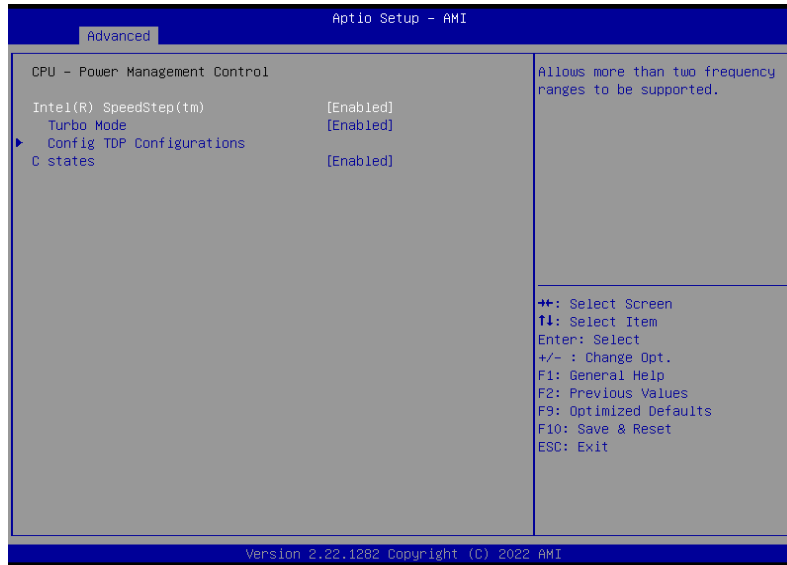 Aptio Setup – AMI
Advanced
CPU – Power Management Control
Intel(R) SpeedStep(tm) [Enabled]
Turbo Mode [Enabled]
Config TDP Configurations
C states [Enabled]
Allows more than two frequency
ranges to be supported.
→←: Select Screen
↑↓: Select Item
Enter: Select
+/- : Change Opt.
F1: General Help
F2: Previous Values
F9: Optimized Defaults
F10: Save & Reset
ESC: Exit
Version 2.22.1282 Copyright (C) 2022 AMI